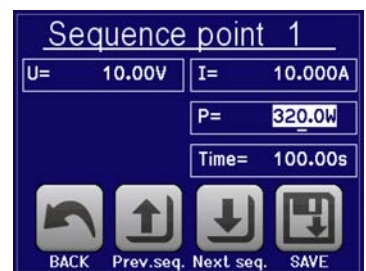 Sequence point 1
U= 10.00V I= 10.000A
P= 320.0W
Time= 100.00s
BACK Prev.seq. Next seq. SAVE